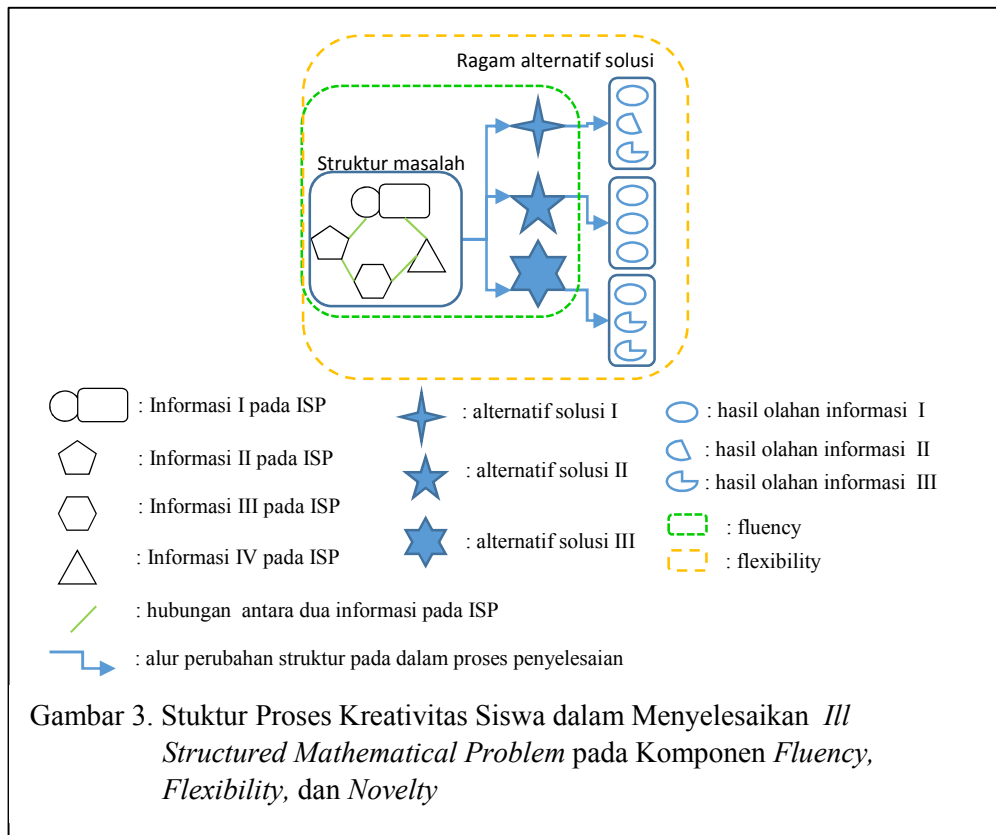 Ragam alternatif solusi
Struktur masalah
: Informasi I pada ISP
: Informasi II pada ISP
: Informasi III pada ISP
: Informasi IV pada ISP
: hubungan antara dua informasi pada ISP
: alur perubahan struktur pada dalam proses penyelesaian
: alternatif solusi I
: alternatif solusi II
: alternatif solusi III
: hasil olahan informasi I
: hasil olahan informasi II
: hasil olahan informasi III
: fluency
: flexibility
Gambar 3. Stuktur Proses Kreativitas Siswa dalam Menyelesaikan Ill
Structured Mathematical Problem pada Komponen Fluency,
Flexibility, dan Novelty